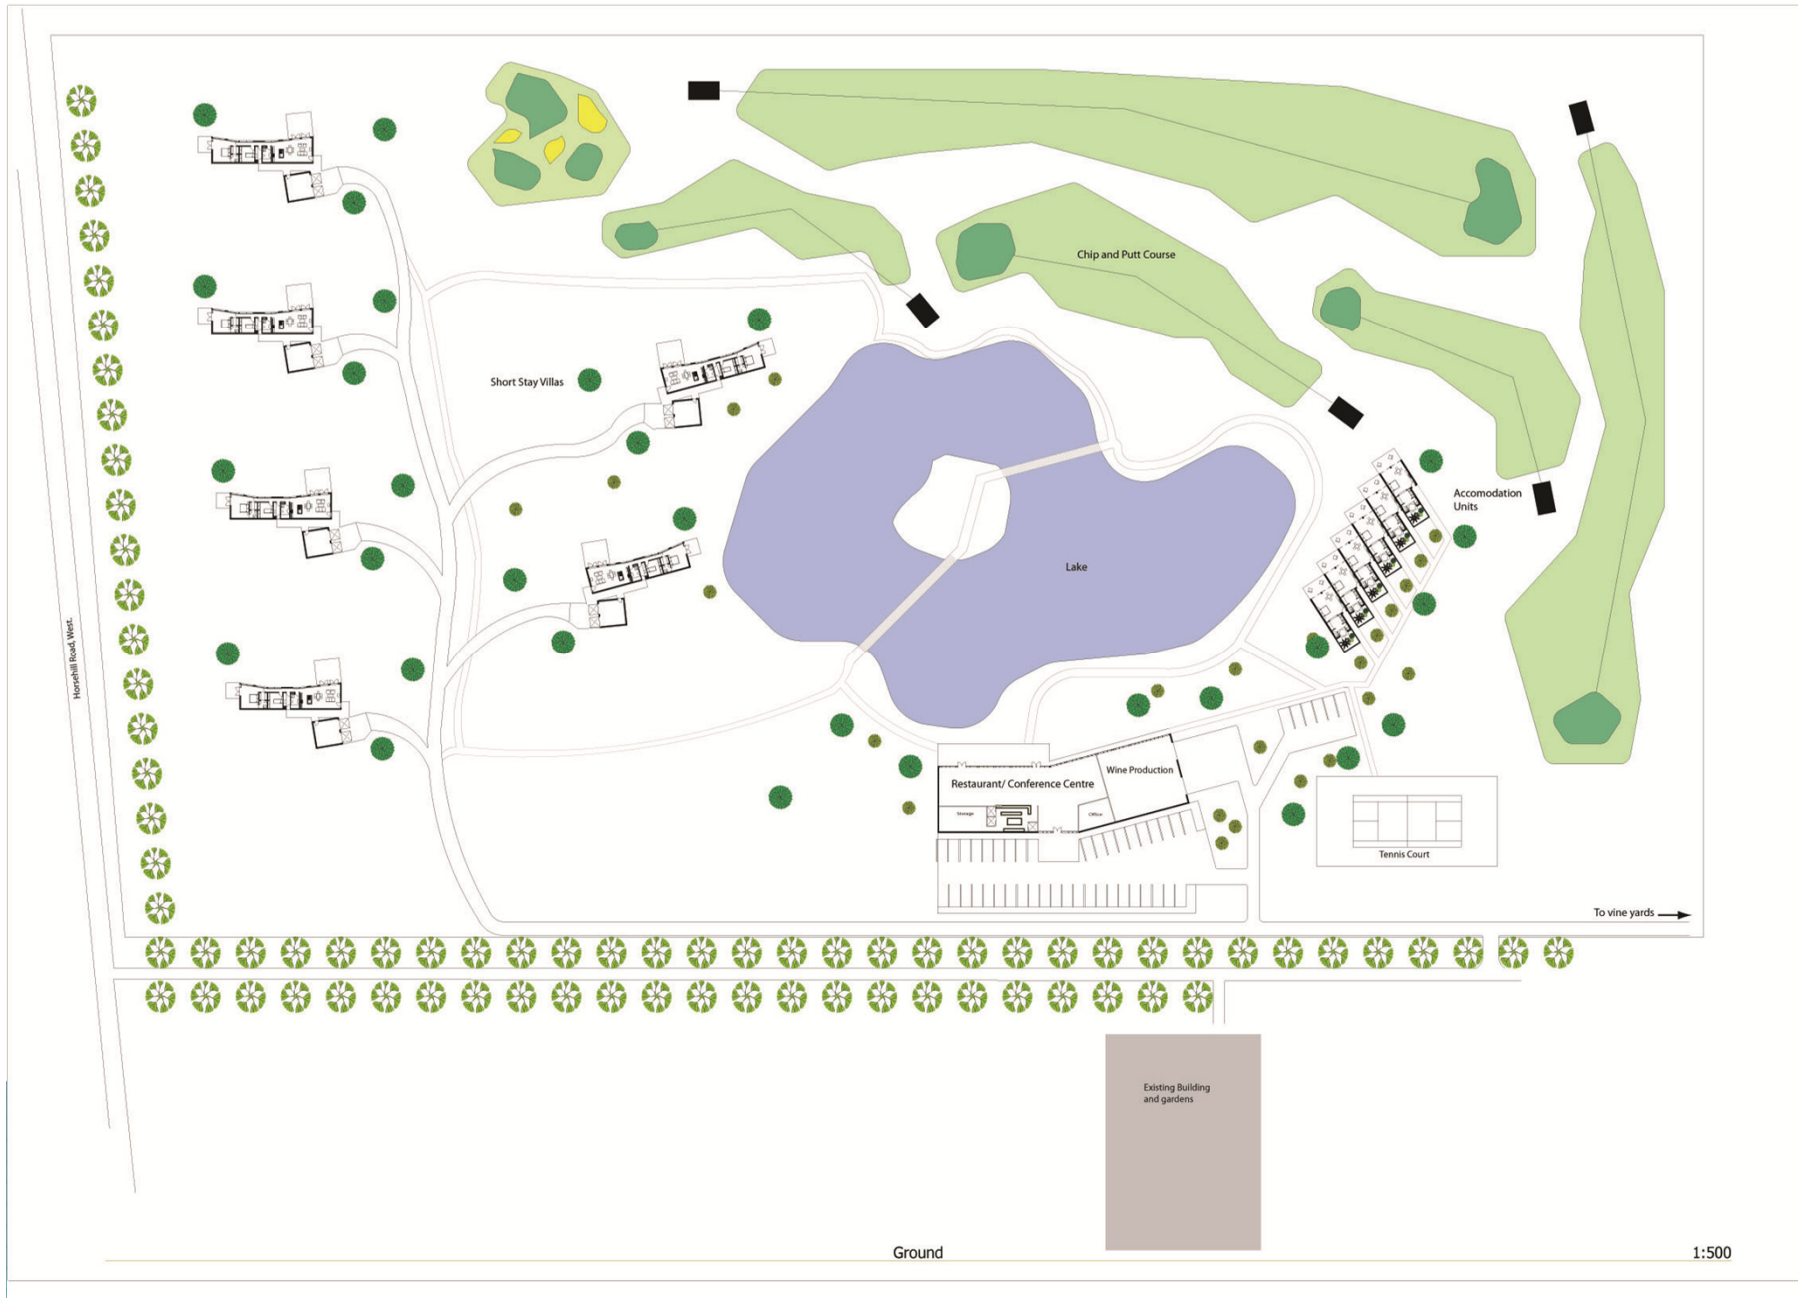 Chip and Putt Course
Short Stay Villas
Accomodation
Units
Lake
Horsehill Road, West.
Wine Production
Restaurant/ Conference Centre
Storage
Office
Tennis Court
To vine yards
Existing Building
and gardens
Ground
1:500